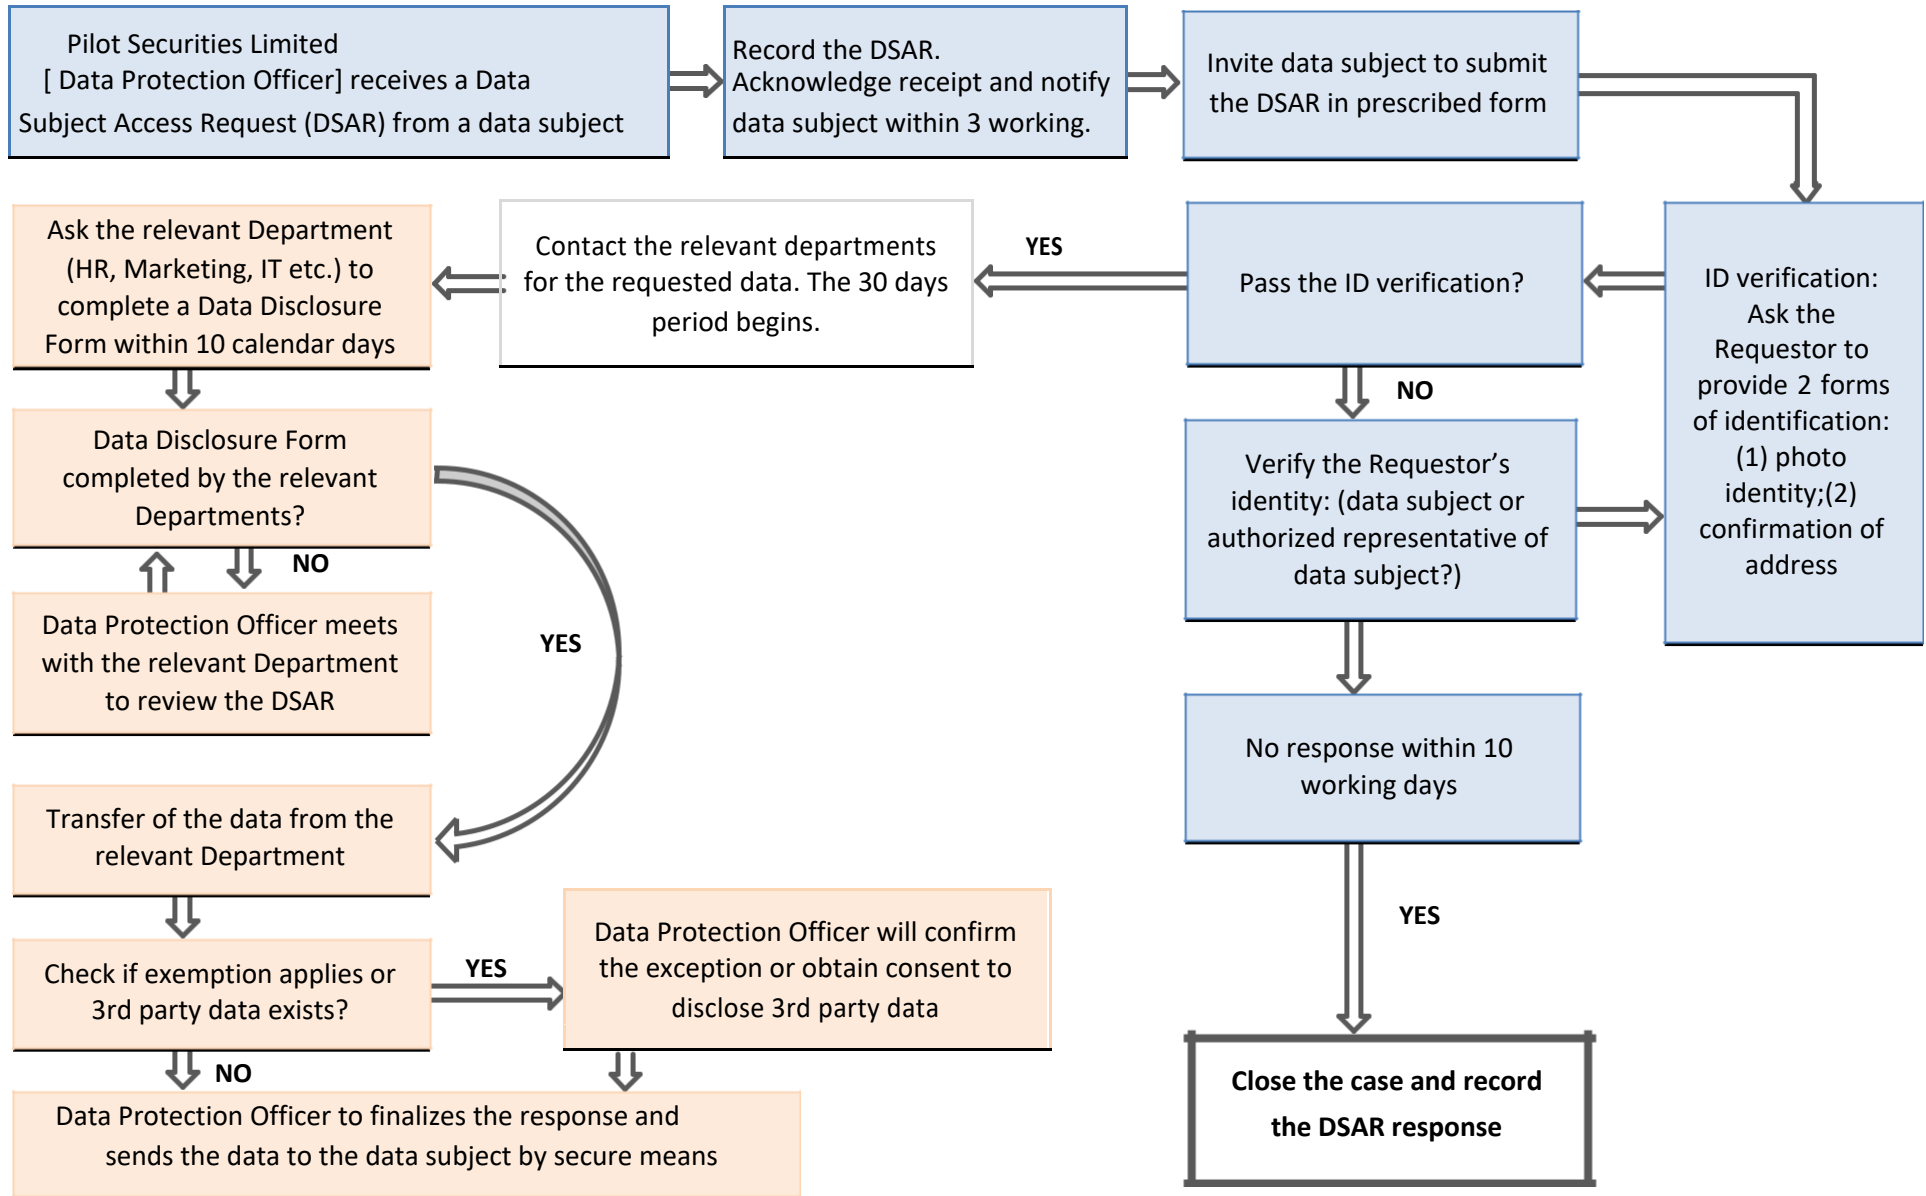 Pilot Securities Limited
[ Data Protection Officer] receives a Data
Subject Access Request (DSAR) from a data subject
Record the DSAR.
Acknowledge receipt and notify
data subject within 3 working.
Invite data subject to submit
the DSAR in prescribed form
ID verification:
Ask the
Requestor to
provide 2 forms
of identification:
(1) photo
identity;(2)
confirmation of
address
Pass the ID verification?
YES
NO
Contact the relevant departments
for the requested data. The 30 days
period begins.
Ask the relevant Department
(HR, Marketing, IT etc.) to
complete a Data Disclosure
Form within 10 calendar days
Data Disclosure Form
completed by the relevant
Departments?
NO
YES
Data Protection Officer meets
with the relevant Department
to review the DSAR
Transfer of the data from the
relevant Department
Check if exemption applies or
3rd party data exists?
YES
NO
Data Protection Officer will confirm
the exception or obtain consent to
disclose 3rd party data
Data Protection Officer to finalizes the response and
sends the data to the data subject by secure means
Verify the Requestor’s
identity: (data subject or
authorized representative of
data subject?)
No response within 10
working days
YES
Close the case and record
the DSAR response